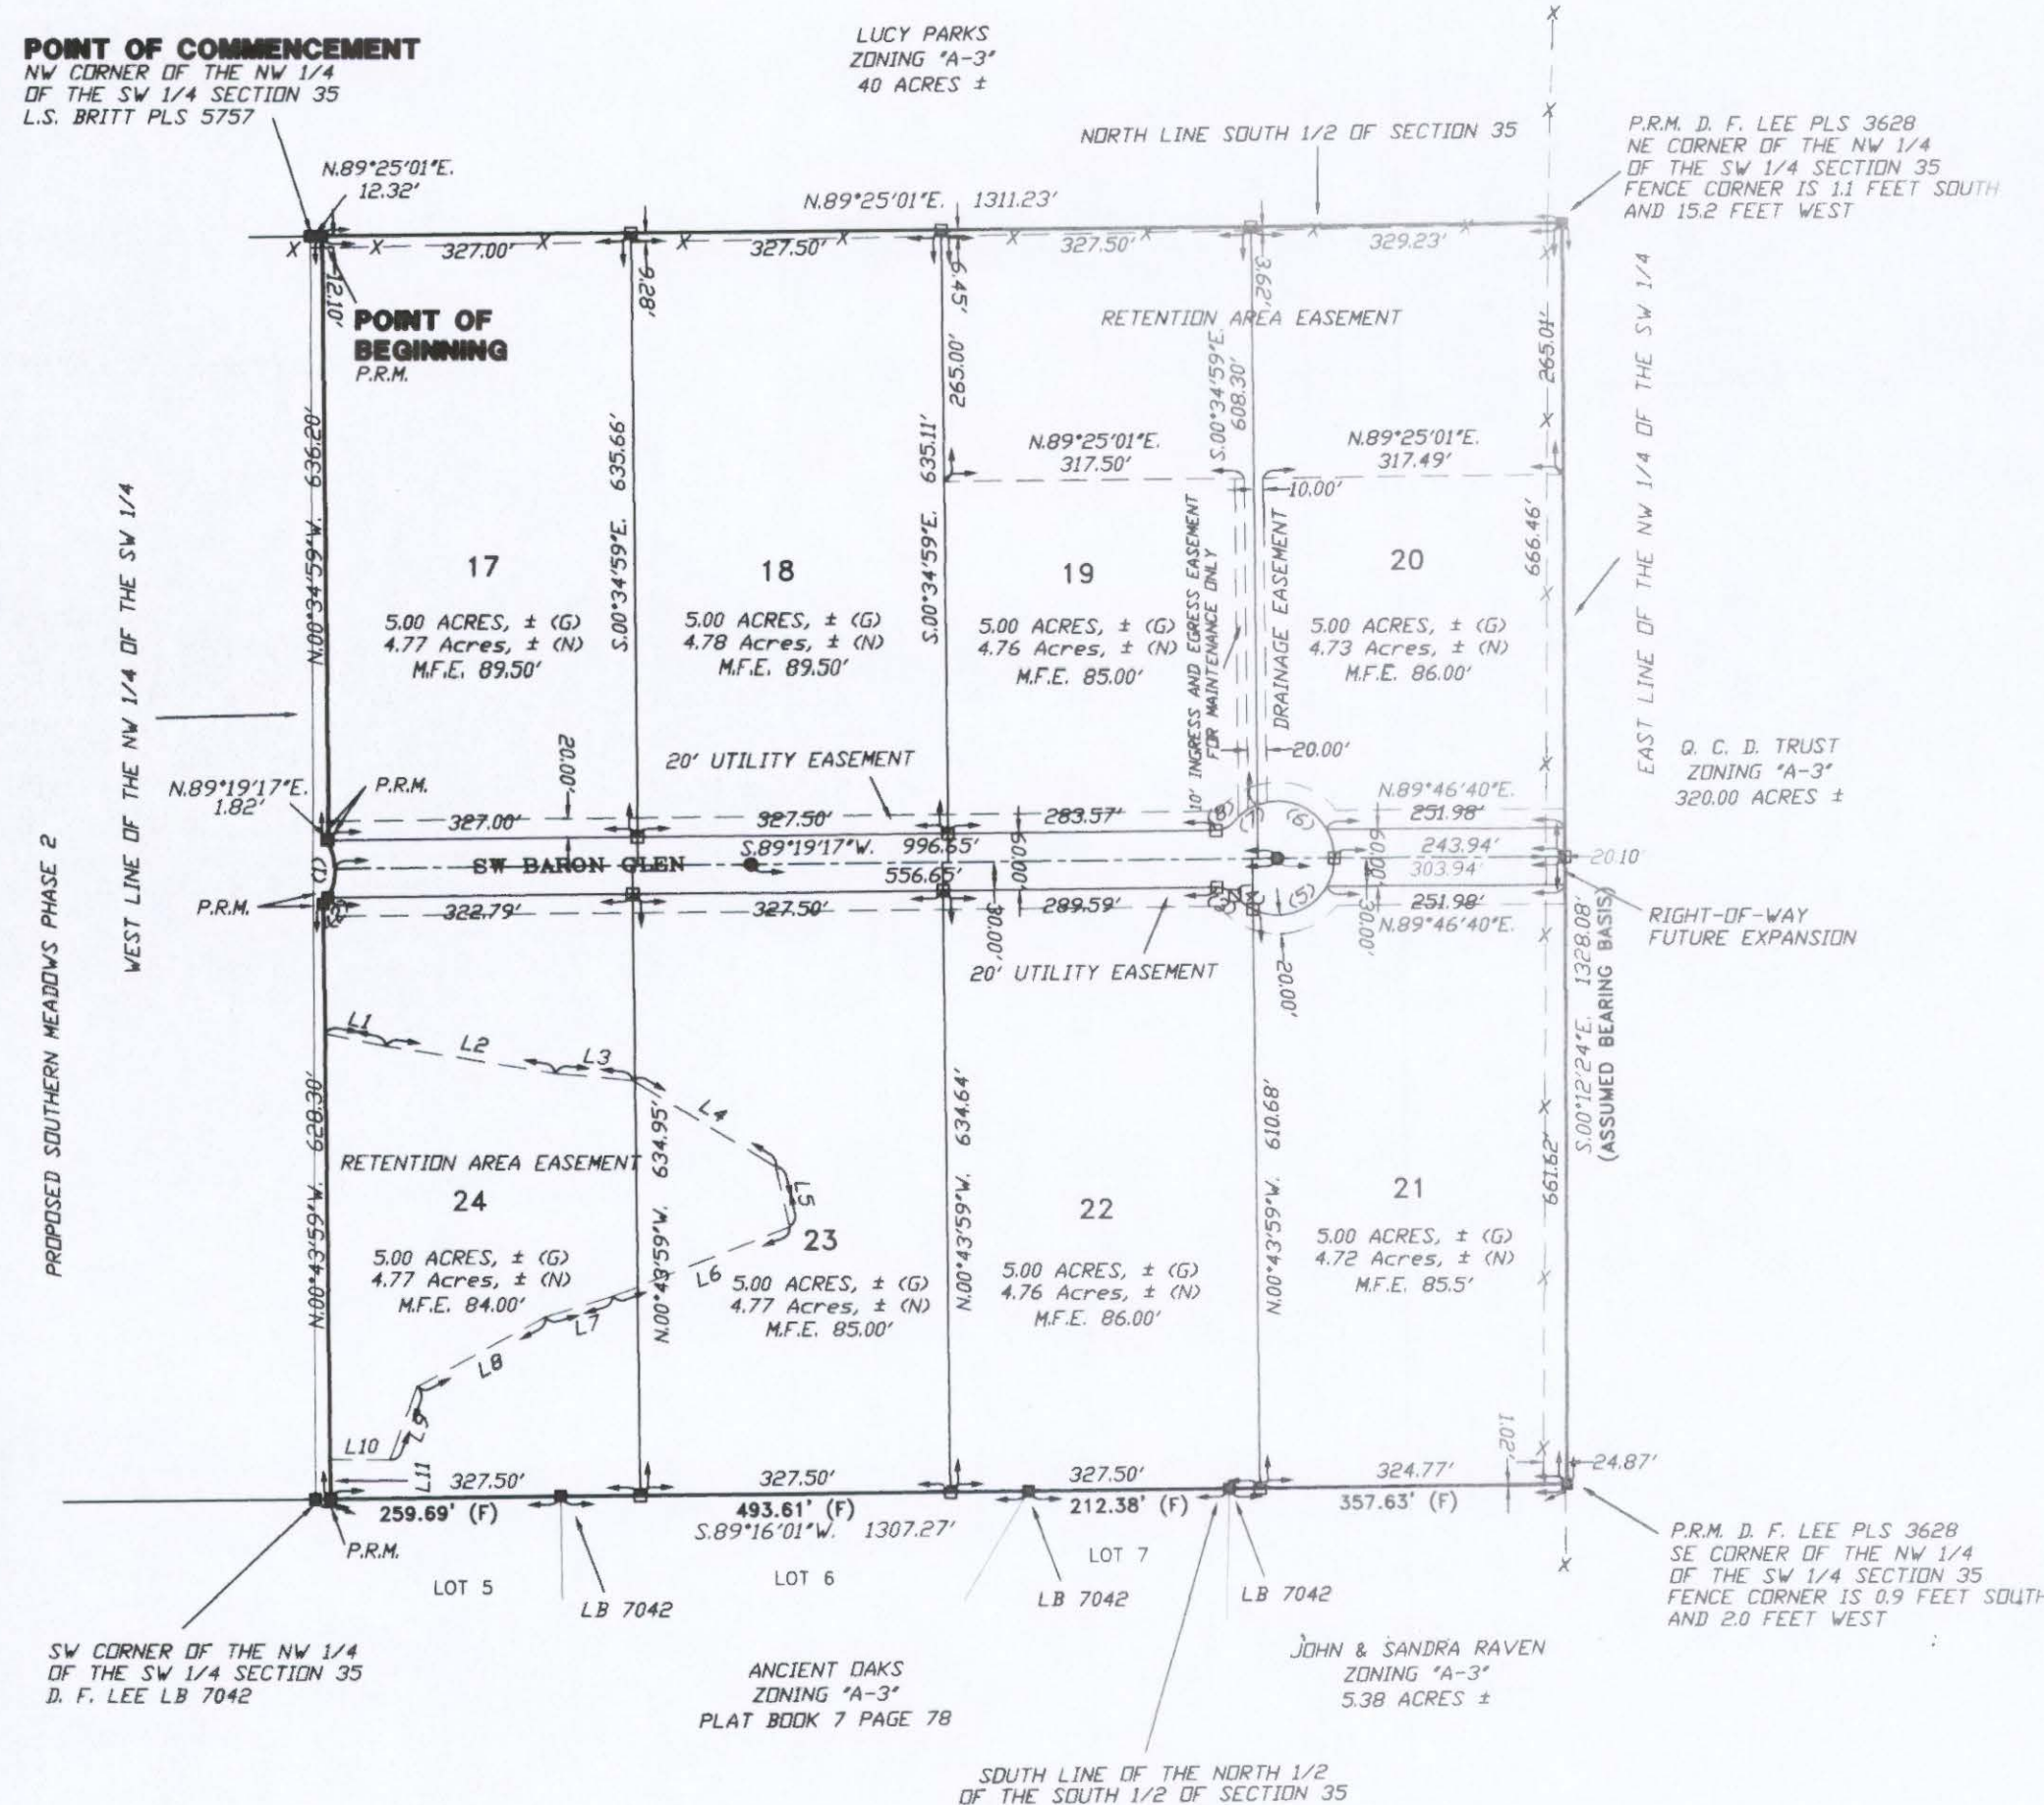 POINT OF COMMENCEMENT
NW CORNER OF THE NW 1/4
OF THE SW 1/4 SECTION 35
L.S. BRITT PLS 5757
LUCY PARKS
ZONING "A-3"
40 ACRES ±
NORTH LINE SOUTH 1/2 OF SECTION 35
P.R.M. D. F. LEE PLS 3628
NE CORNER OF THE NW 1/4
OF THE SW 1/4 SECTION 35
FENCE CORNER IS 1.1 FEET SOUTH
AND 15.2 FEET WEST
N.89°25'01"E.
12.32'
N.89°25'01"E. 1311.23'
327.00'
327.50'
327.50'
329.23'
12.10'
9.28'
6.45'
3.62'
POINT OF
BEGINNING
P.R.M.
RETENTION AREA EASEMENT
265.00'
265.01'
S.00°34'59"E.
608.30'
N.00°34'59"W. 636.20'
S.00°34'59"E. 635.66'
S.00°34'59"E. 635.11'
N.89°25'01"E.
317.50'
N.89°25'01"E.
317.49'
10.00'
666.46'
WEST LINE OF THE NW 1/4 OF THE SW 1/4
EAST LINE OF THE NW 1/4 OF THE SW 1/4
17
5.00 ACRES, ± (G)
4.77 Acres, ± (N)
M.F.E. 89.50'
18
5.00 ACRES, ± (G)
4.78 Acres, ± (N)
M.F.E. 89.50'
19
5.00 ACRES, ± (G)
4.76 Acres, ± (N)
M.F.E. 85.00'
10' INGRESS AND EGRESS EASEMENT
FOR MAINTENANCE ONLY
DRAINAGE EASEMENT
20
5.00 ACRES, ± (G)
4.73 Acres, ± (N)
M.F.E. 86.00'
Q. C. D. TRUST
ZONING "A-3"
320.00 ACRES ±
N.89°19'17"E.
1.82'
P.R.M.
20.00'
20' UTILITY EASEMENT
20.00'
327.00'
327.50'
283.57'
(8)
(7)
(6)
N.89°46'40"E.
251.98'
SW BARON GLEN
S.89°19'17"W. 996.65'
556.65'
60.00'
60.00'
243.94'
303.94'
20.10
(1)
P.R.M.
322.79'
327.50'
289.59'
30.00'
(5)
30.00'
251.98'
N.89°46'40"E.
RIGHT-OF-WAY
FUTURE EXPANSION
20' UTILITY EASEMENT
20.00'
PROPOSED SOUTHERN MEADOWS PHASE 2
S.00°12'24"E. 1328.08'
(ASSUMED BEARING BASIS)
L1
L2
L3
L4
L5
L6
L7
L8
L9
L10
L11
N.00°43'59"W. 628.30'
N.00°43'59"W. 634.95'
N.00°43'59"W. 634.64'
N.00°43'59"W. 610.68'
661.62'
RETENTION AREA EASEMENT
24
5.00 ACRES, ± (G)
4.77 Acres, ± (N)
M.F.E. 84.00'
23
5.00 ACRES, ± (G)
4.77 Acres, ± (N)
M.F.E. 85.00'
22
5.00 ACRES, ± (G)
4.76 Acres, ± (N)
M.F.E. 86.00'
21
5.00 ACRES, ± (G)
4.72 Acres, ± (N)
M.F.E. 85.5'
327.50'
327.50'
327.50'
324.77'
1.02'
24.87'
259.69' (F)
493.61' (F)
212.38' (F)
357.63' (F)
S.89°16'01"W. 1307.27'
P.R.M.
LOT 5
LB 7042
LOT 6
LOT 7
LB 7042
LB 7042
P.R.M. D. F. LEE PLS 3628
SE CORNER OF THE NW 1/4
OF THE SW 1/4 SECTION 35
FENCE CORNER IS 0.9 FEET SOUTH
AND 2.0 FEET WEST
SW CORNER OF THE NW 1/4
OF THE SW 1/4 SECTION 35
D. F. LEE LB 7042
ANCIENT OAKS
ZONING "A-3"
PLAT BOOK 7 PAGE 78
JOHN & SANDRA RAVEN
ZONING "A-3"
5.38 ACRES ±
SOUTH LINE OF THE NORTH 1/2
OF THE SOUTH 1/2 OF SECTION 35